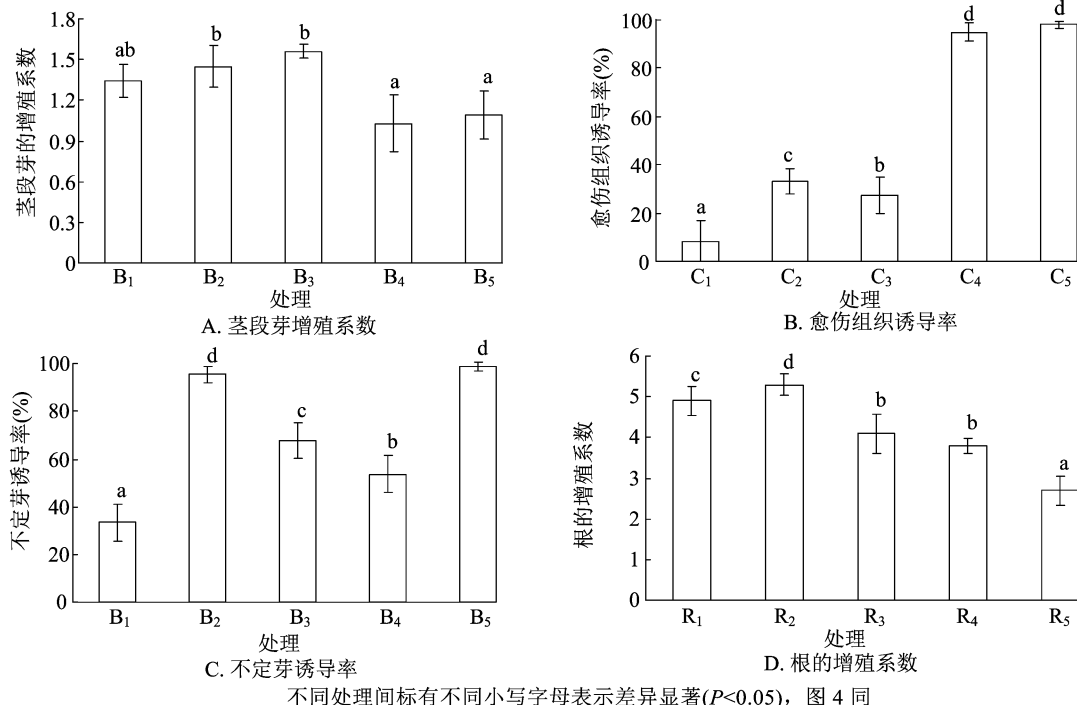 茎段芽的增殖系数
1.8
1.5
1.2
0.9
0.6
0.3
0
ab
b
b
a
a
B1 B2 B3 B4 B5
处理
A. 茎段芽增殖系数
愈伤组织诱导率(%)
100
80
60
40
20
0
a
c
b
d
d
C1 C2 C3 C4 C5
处理
B. 愈伤组织诱导率
不定芽诱导率(%)
100
80
60
40
20
0
a
d
c
b
d
B1 B2 B3 B4 B5
处理
C. 不定芽诱导率
根的增殖系数
6
5
4
3
2
1
0
c
d
b
b
a
R1 R2 R3 R4 R5
处理
D. 根的增殖系数
不同处理间标有不同小写字母表示差异显著(P<0.05)，图 4 同